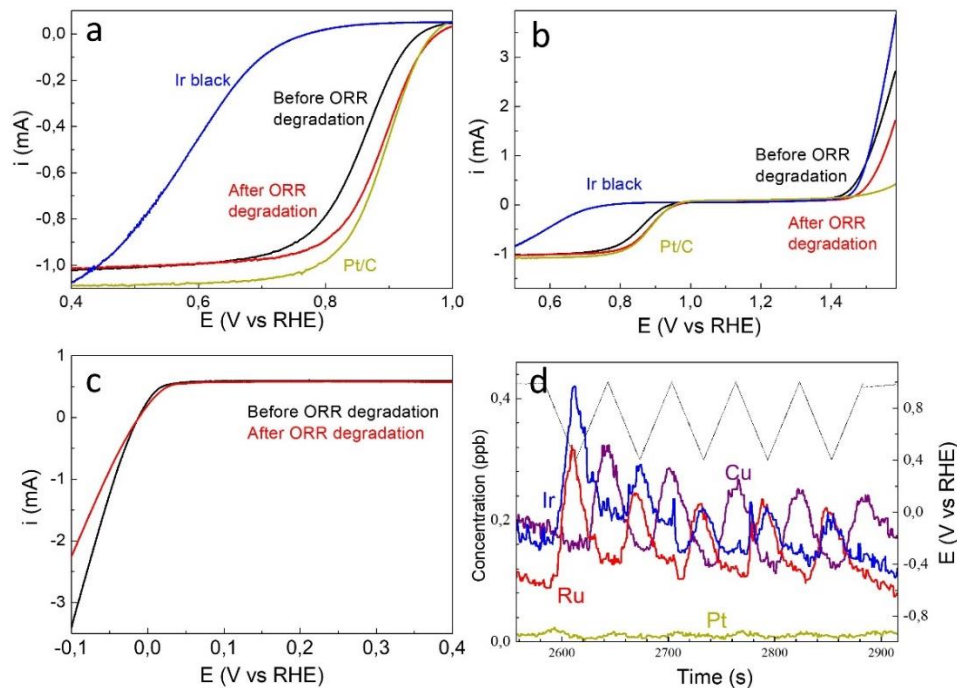 a
0,0
-0,2
-0,4
-0,6
-0,8
-1,0
i (mA)
Ir black
Before ORR
degradation
After ORR
degradation
Pt/C
0,4
0,6
0,8
1,0
E (V vs RHE)
b
3
2
1
0
-1
i (mA)
Before ORR
degradation
Ir black
After ORR
degradation
Pt/C
0,6
0,8
1,0
1,2
1,4
E (V vs RHE)
c
1
0
-1
-2
-3
i (mA)
Before ORR degradation
After ORR degradation
-0,1
0,0
0,1
0,2
0,3
0,4
E (V vs RHE)
d
0,4
0,2
0,0
Concentration (ppb)
Ir
Cu
Ru
Pt
0,8
0,4
0,0
-0,4
-0,8
E (V vs RHE)
2600
2700
2800
2900
Time (s)